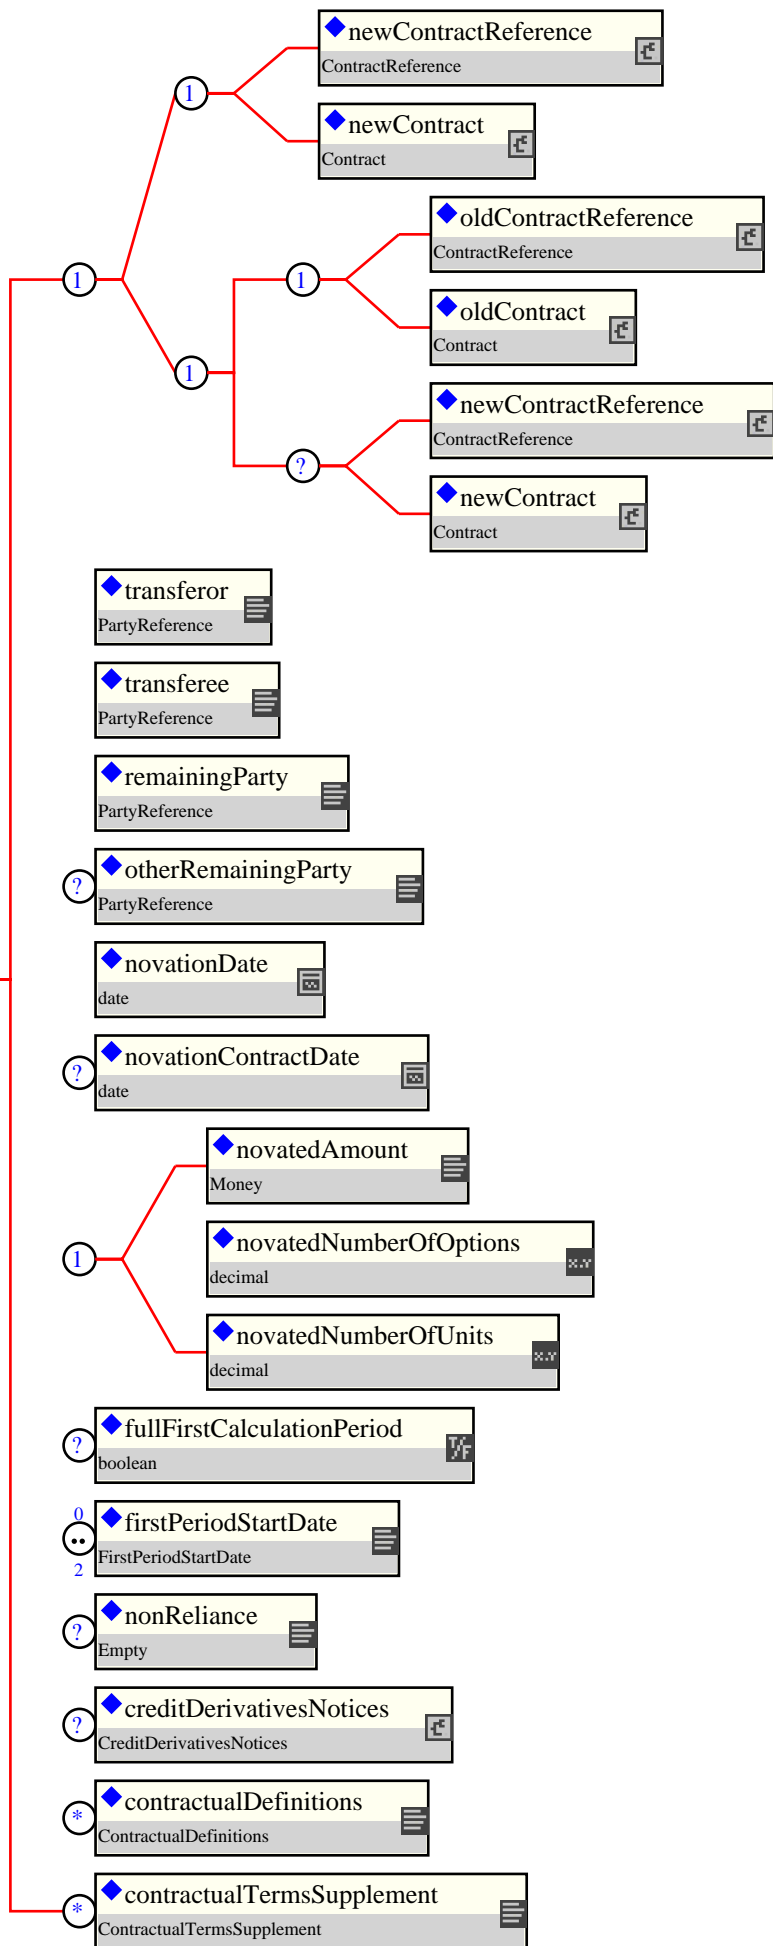 newContractReference
ContractReference
1
newContract
Contract
oldContractReference
ContractReference
1
1
oldContract
Contract
1
newContractReference
ContractReference
?
newContract
Contract
transferor
PartyReference
transferee
PartyReference
remainingParty
PartyReference
otherRemainingParty
?
PartyReference
novationDate
date
novationContractDate
?
date
novatedAmount
Money
1
novatedNumberOfOptions
decimal
x.y
novatedNumberOfUnits
decimal
x.y
fullFirstCalculationPeriod
?
boolean
T/F
0
firstPeriodStartDate
..
FirstPeriodStartDate
2
nonReliance
?
Empty
creditDerivativesNotices
?
CreditDerivativesNotices
contractualDefinitions
*
ContractualDefinitions
contractualTermsSupplement
*
ContractualTermsSupplement